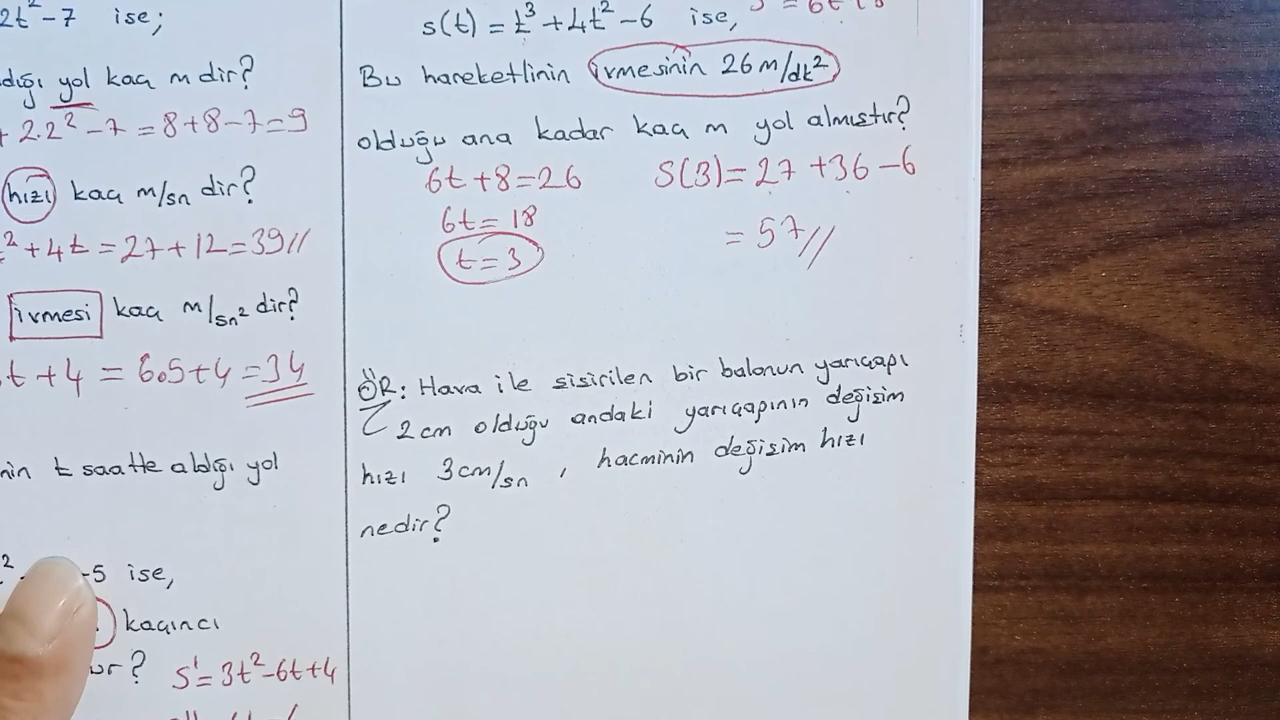 2t²-7 ise;
yol kaç m dir?
+ 2.2² -7 = 8+8-7=9
hızı kaç m/sn dir?
² +4t = 27+12=39//
ivmesi kaç m/sn² dir?
t +4 = 6.5+4 =34
t saatte aldığı yol
-5 ise,
kaçıncı
? s'= 3t²-6t+4
s(t) = t³ +4t² -6 ise,
Bu hareketlinin ivmesinin 26 m/dk²
olduğu ana kadar kaç m yol almıştır?
6t +8=26 S(3)= 27 +36 -6
6t= 18
= 57//
t=3
ÖR: Hava ile şişirilen bir balonun yarıçapı
2 cm olduğu andaki yarıçapının değişim
hızı 3cm/sn , hacminin değişim hızı
nedir?